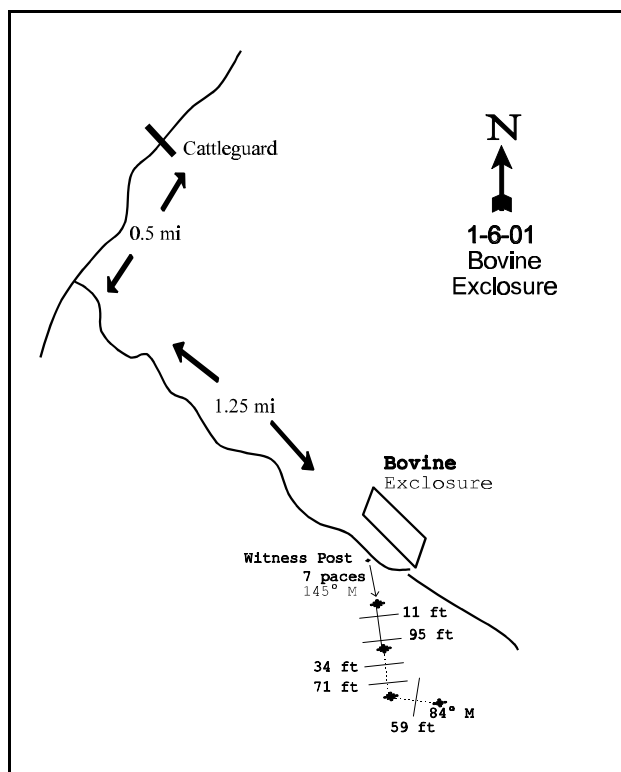 N
1-6-01
Bovine
Exclosure
Cattleguard
0.5 mi
1.25 mi
Bovine
Exclosure
Witness Post
7 paces
145° M
11 ft
95 ft
34 ft
71 ft
84° M
59 ft